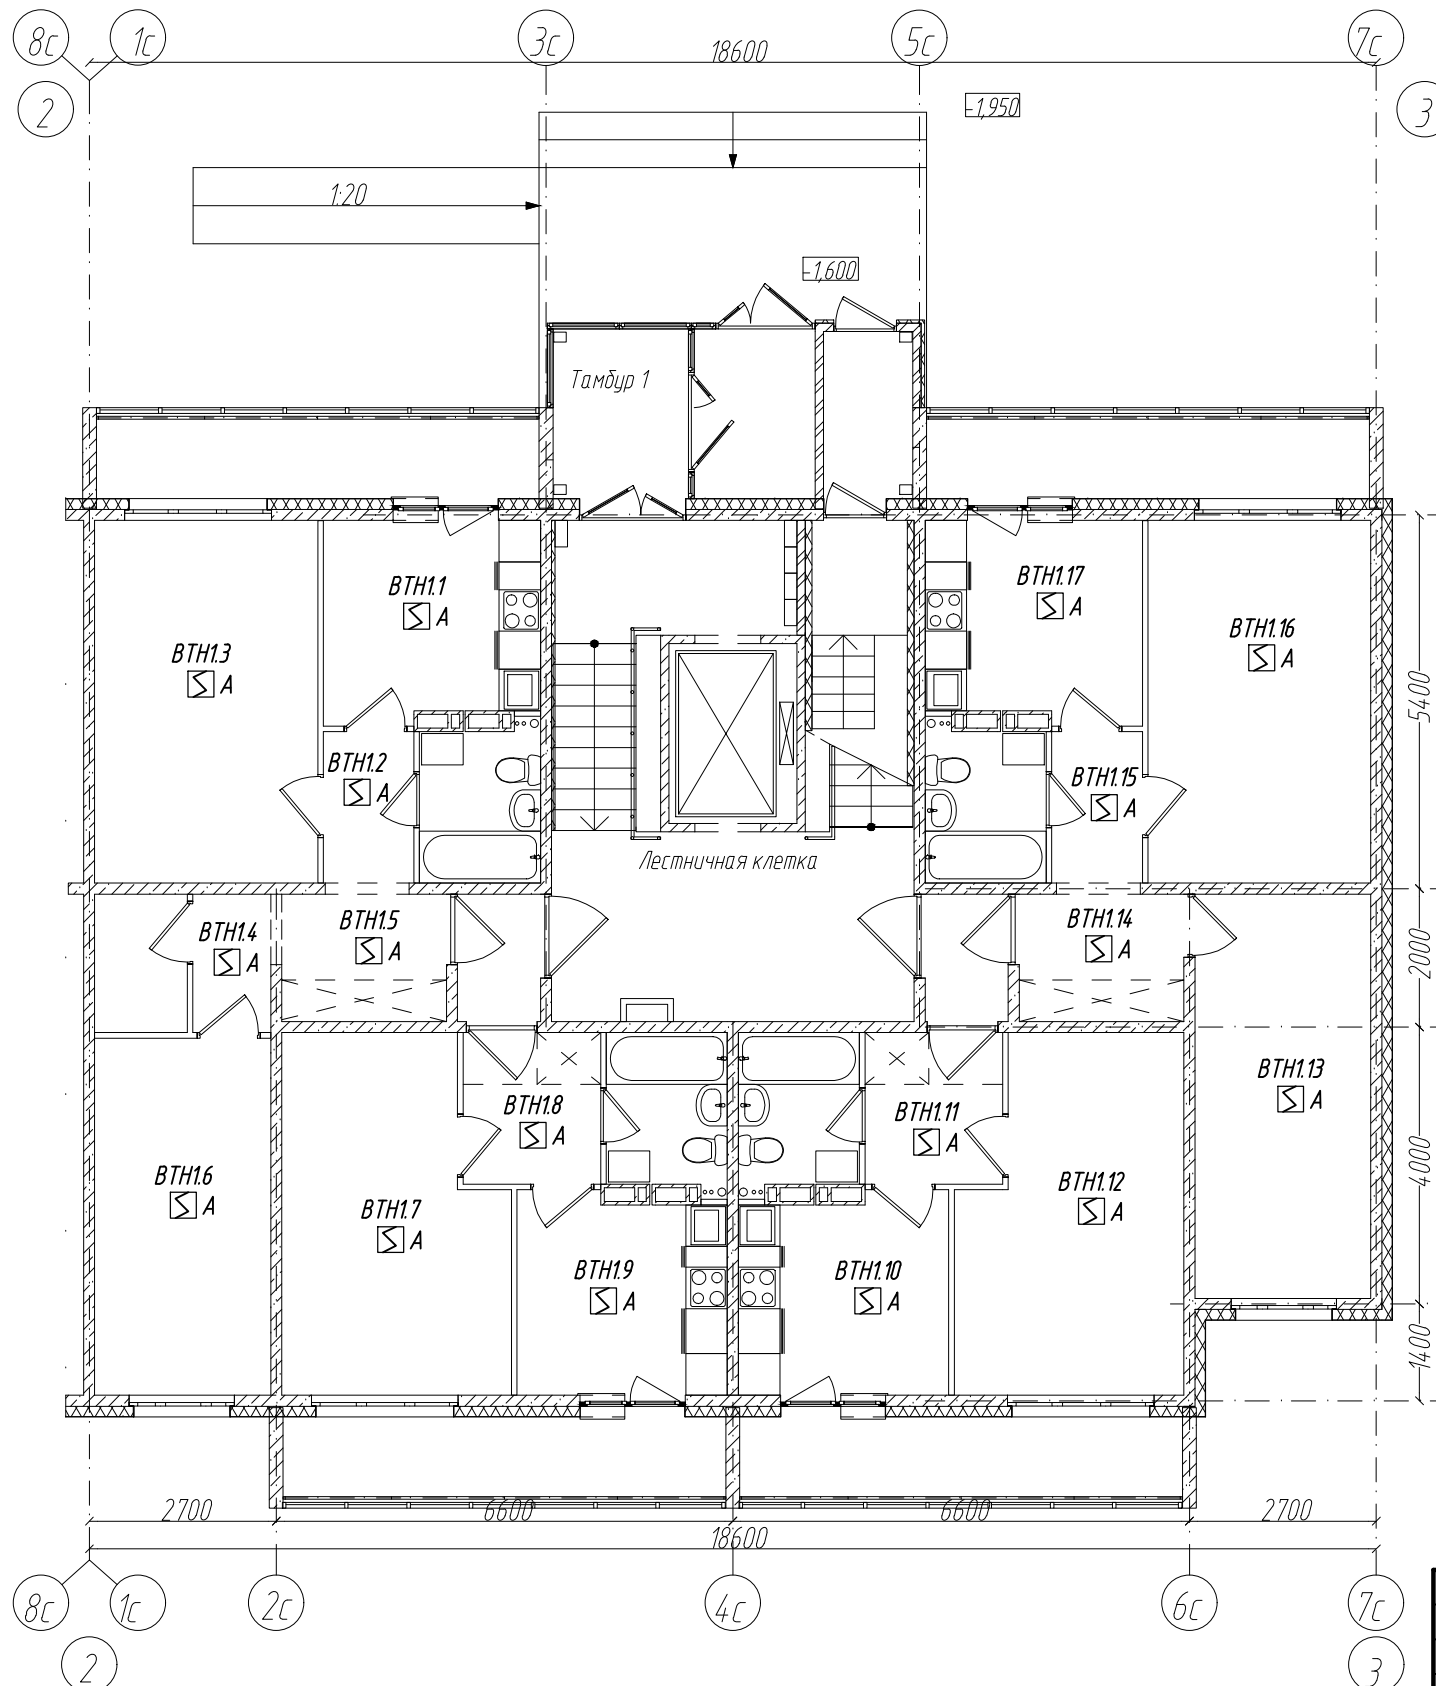 8с 1с 3с 5с 7с
18600
2 3
-1,950
1:20
-1,600
Тамбур 1
ВТН1.1
A
ВТН1.17
A
ВТН1.3
A
ВТН1.16
A
5400
ВТН1.2
A
ВТН1.15
A
Лестничная клетка
ВТН1.4
A
ВТН1.5
A
ВТН1.14
A
2000
ВТН1.13
A
ВТН1.8
A
ВТН1.11
A
ВТН1.6
A
ВТН1.7
A
ВТН1.12
A
4000
ВТН1.9
A
ВТН1.10
A
1400
2700 6600 6600 2700
18600
8с 1с 2с 4с 6с 7с
2 3